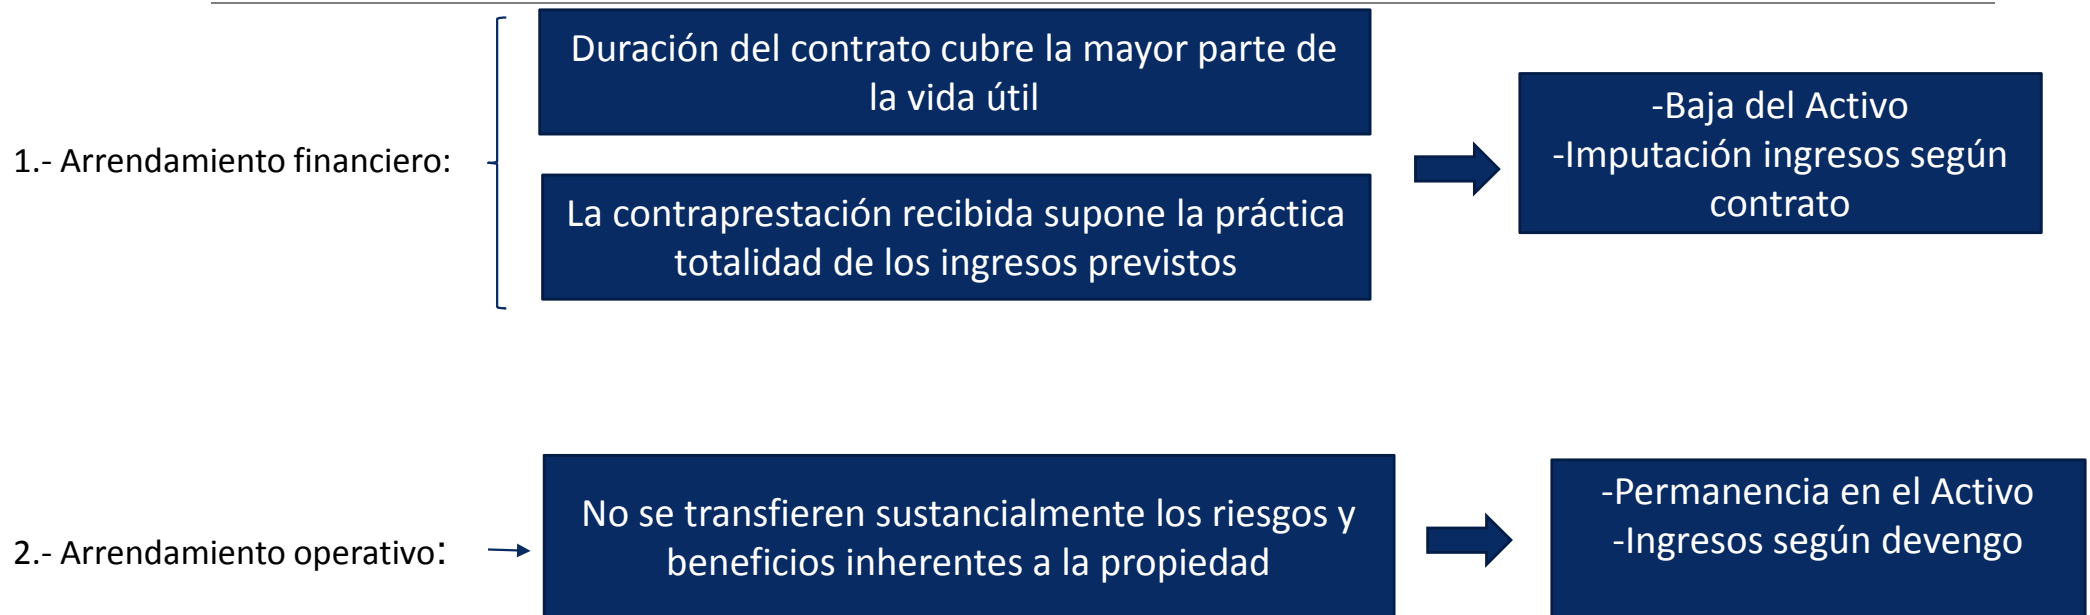 1.- Arrendamiento financiero:
Duración del contrato cubre la mayor parte de
la vida útil
La contraprestación recibida supone la práctica
totalidad de los ingresos previstos
-Baja del Activo
-Imputación ingresos según
contrato
2.- Arrendamiento operativo:
No se transfieren sustancialmente los riesgos y
beneficios inherentes a la propiedad
-Permanencia en el Activo
-Ingresos según devengo